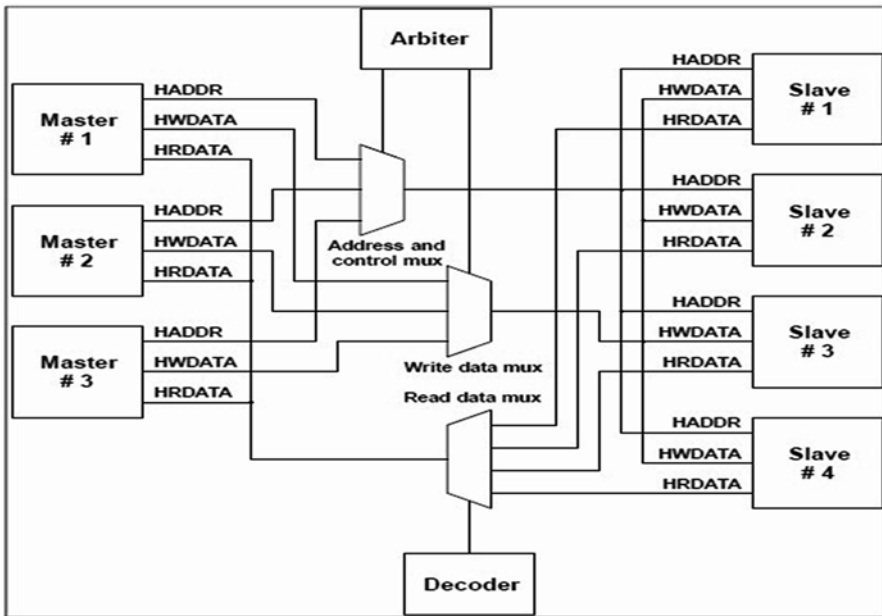 Arbiter
Master
# 1
HADDR
HWDATA
HRDATA
Master
# 2
HADDR
HWDATA
HRDATA
Master
# 3
HADDR
HWDATA
HRDATA
Address and
control mux
Write data mux
Read data mux
Decoder
HADDR
HWDATA
HRDATA
Slave
# 1
HADDR
HWDATA
HRDATA
Slave
# 2
HADDR
HWDATA
HRDATA
Slave
# 3
HADDR
HWDATA
HRDATA
Slave
# 4